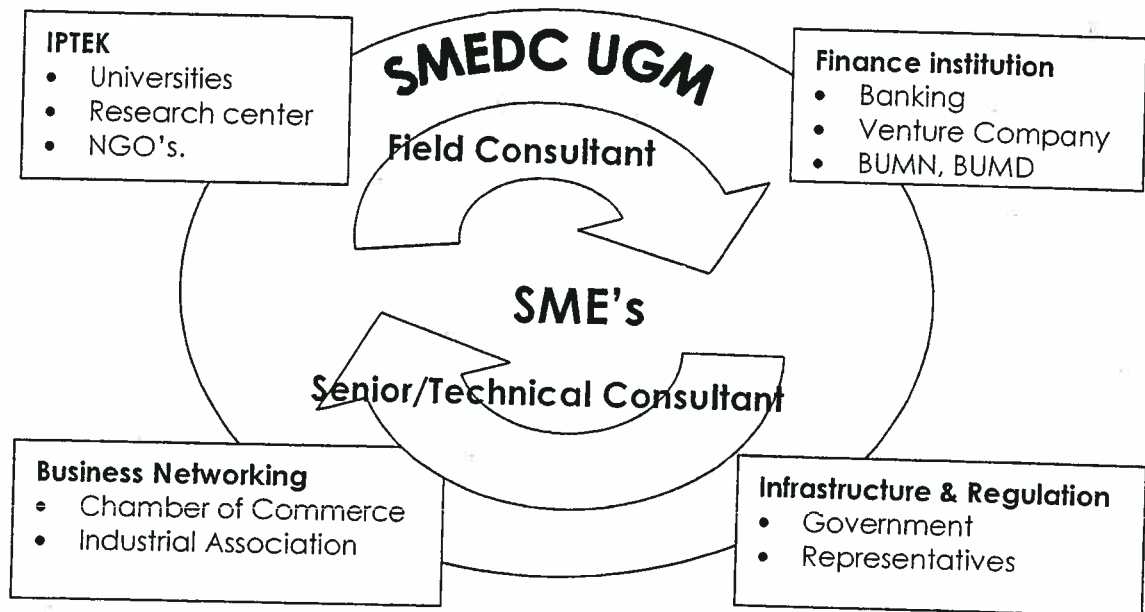 IPTEK
• Universities
• Research center
• NGO's.
SMEDC UGM
Finance institution
• Banking
• Venture Company
• BUMN, BUMD
Field Consultant
SME's
Senior/Technical Consultant
Business Networking
• Chamber of Commerce
• Industrial Association
Infrastructure & Regulation
• Government
• Representatives